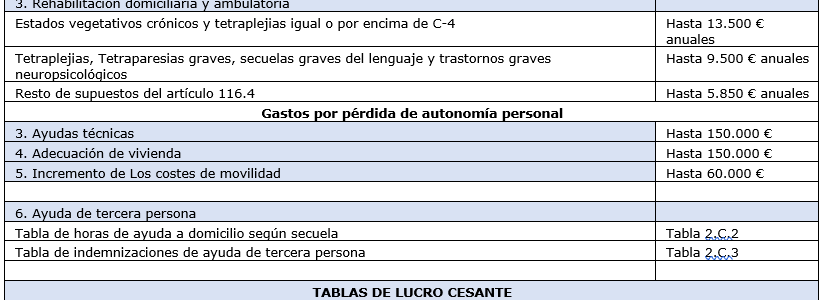 3. Rehabilitación domiciliaria y ambulatoria
Estados vegetativos crónicos y tetraplejias igual o por encima de C-4
Hasta 13.500 €
anuales
Tetraplejias, Tetraparesias graves, secuelas graves del lenguaje y trastornos graves
neuropsicológicos
Hasta 9.500 € anuales
Resto de supuestos del artículo 116.4
Hasta 5.850 € anuales
Gastos por pérdida de autonomía personal
3. Ayudas técnicas
Hasta 150.000 €
4. Adecuación de vivienda
Hasta 150.000 €
5. Incremento de Los costes de movilidad
Hasta 60.000 €
6. Ayuda de tercera persona
Tabla de horas de ayuda a domicilio según secuela
Tabla 2.C.2
Tabla de indemnizaciones de ayuda de tercera persona
Tabla 2.C.3
TABLAS DE LUCRO CESANTE